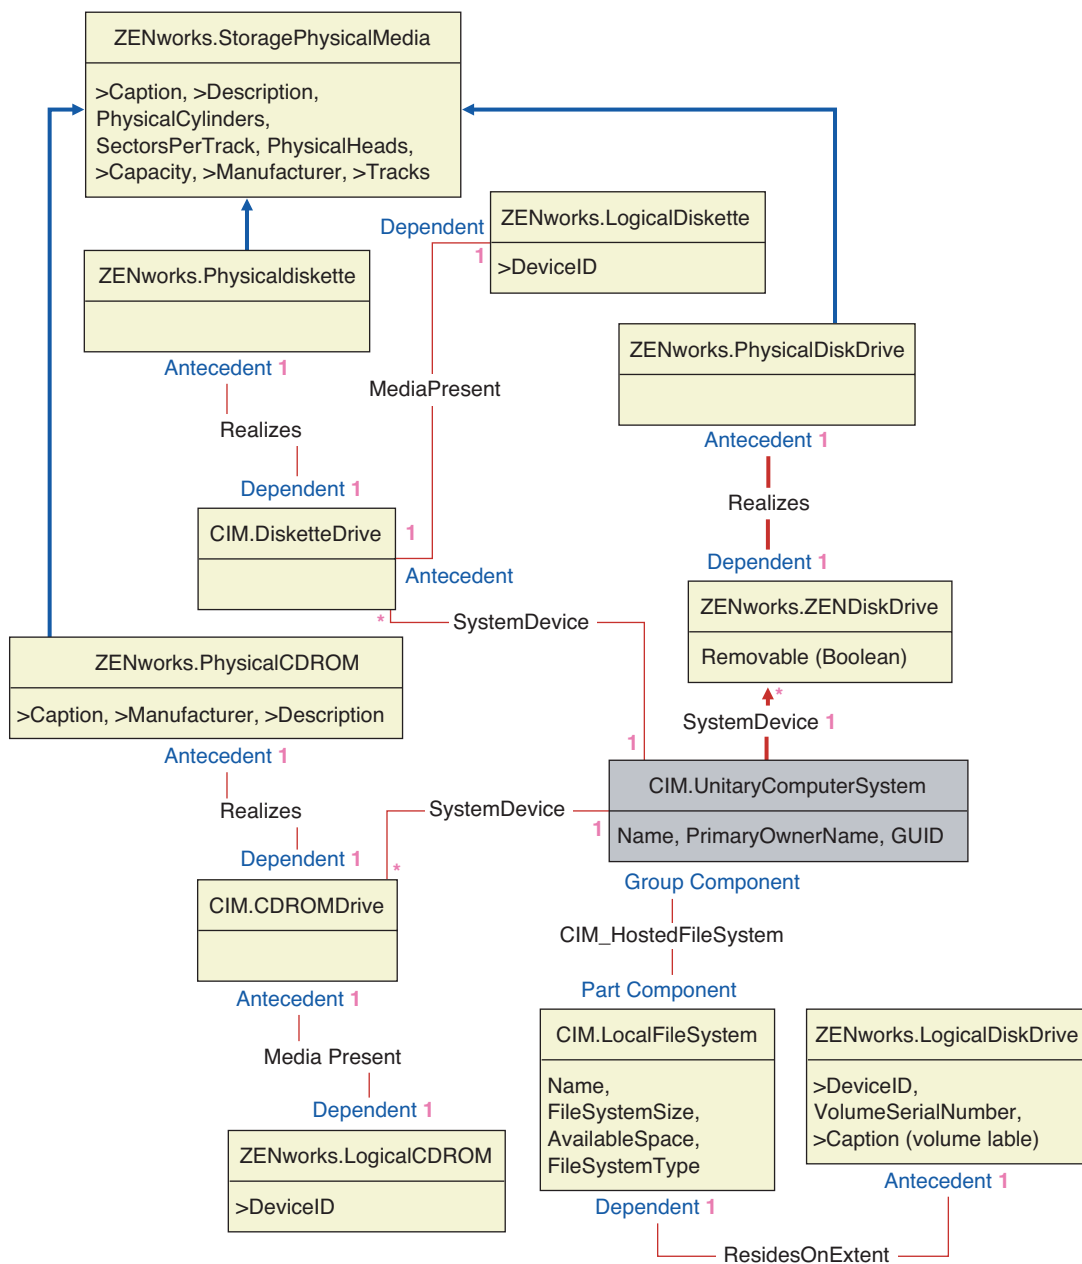 ZENworks.StoragePhysicalMedia
>Caption, >Description,
PhysicalCylinders,
SectorsPerTrack, PhysicalHeads,
>Capacity, >Manufacturer, >Tracks
Dependent
1
ZENworks.LogicalDiskette
>DeviceID
ZENworks.Physicaldiskette
Antecedent 1
MediaPresent
ZENworks.PhysicalDiskDrive
Antecedent 1
Realizes
Dependent 1
Realizes
CIM.DisketteDrive
1
Antecedent
Dependent 1
ZENworks.ZENDiskDrive
Removable (Boolean)
*
SystemDevice
*
SystemDevice 1
1
ZENworks.PhysicalCDROM
>Caption, >Manufacturer, >Description
Antecedent 1
Realizes
Dependent 1
SystemDevice
1
*
CIM.UnitaryComputerSystem
Name, PrimaryOwnerName, GUID
Group Component
CIM.CDROMDrive
CIM_HostedFileSystem
Part Component
Antecedent 1
Media Present
Dependent 1
CIM.LocalFileSystem
Name,
FileSystemSize,
AvailableSpace,
FileSystemType
ZENworks.LogicalDiskDrive
>DeviceID,
VolumeSerialNumber,
>Caption (volume lable)
ZENworks.LogicalCDROM
>DeviceID
Dependent 1
Antecedent 1
ResidesOnExtent